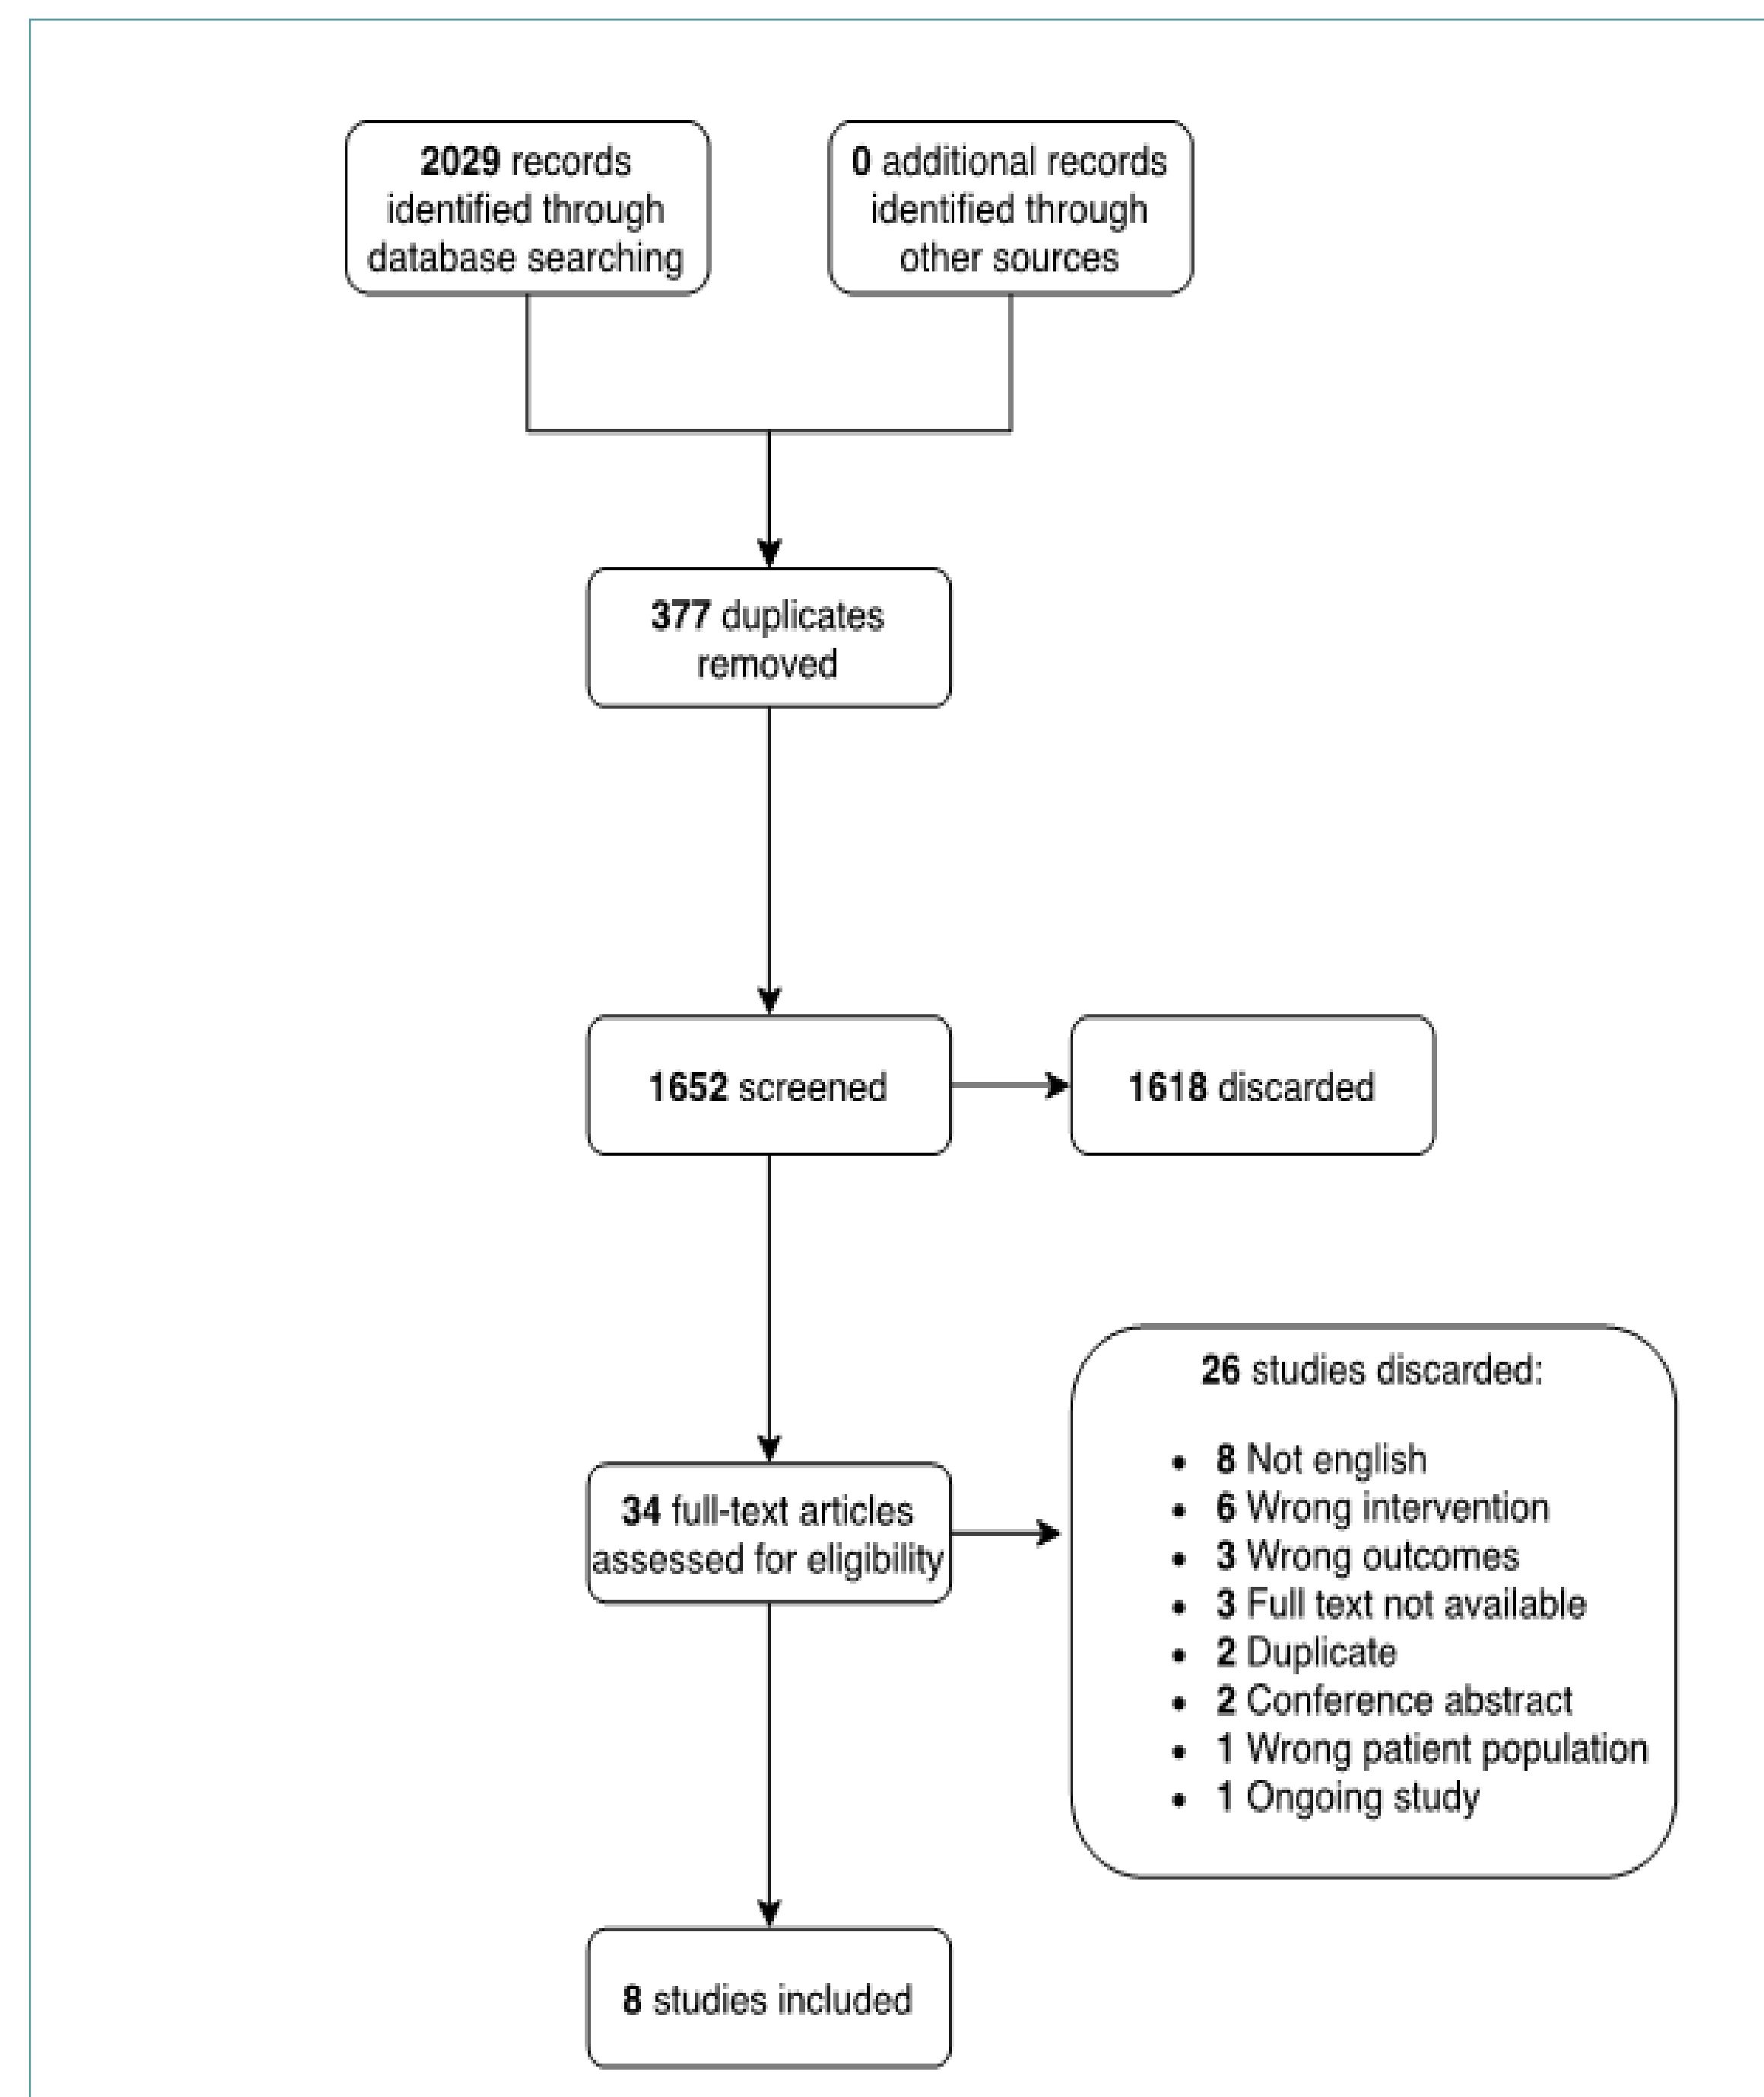 2029 records
identified through
database searching
0 additional records
identified through
other sources
377 duplicates
removed
1652 screened
1618 discarded
34 full-text articles
assessed for eligibility
26 studies discarded:
• 8 Not english
• 6 Wrong intervention
• 3 Wrong outcomes
• 3 Full text not available
• 2 Duplicate
• 2 Conference abstract
• 1 Wrong patient population
• 1 Ongoing study
8 studies included